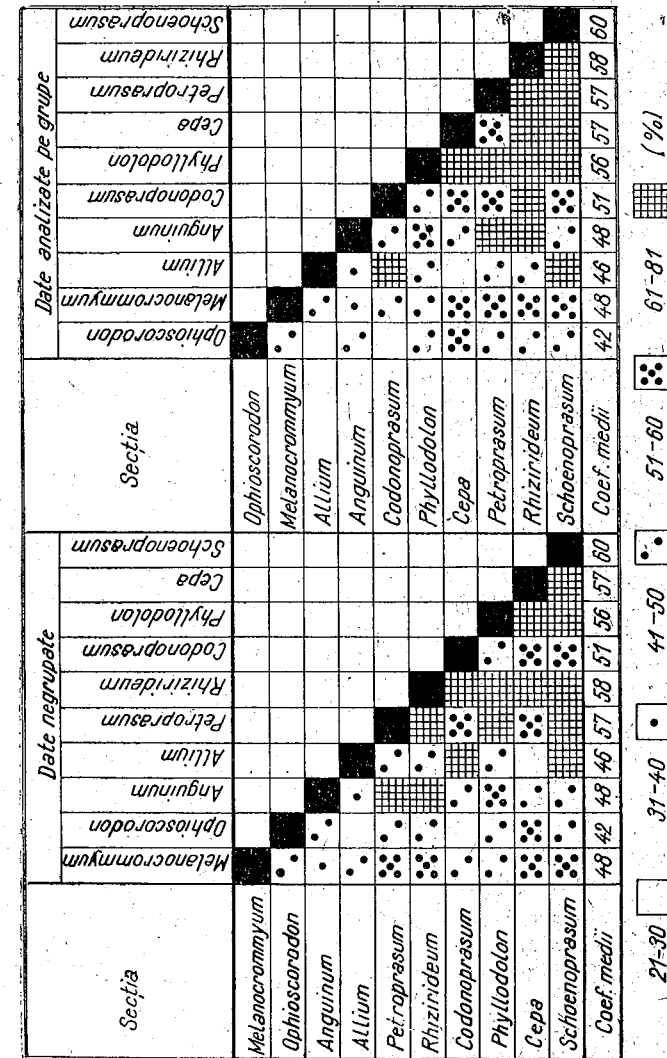 Secția
Date negrupate
Melanocrommyum
Ophioscorodon
Anguinum
Allium
Petroprasum
Rhizirideum
Codonoprasum
Phyllodolon
Cepa
Schoenoprasum
Melanocrommyum
Ophioscorodon
Anguinum
Allium
Petroprasum
Rhizirideum
Codonoprasum
Phyllodolon
Cepa
Schoenoprasum
Coef. medii 48 42 48 46 57 58 51 56 57 60
Secția
Date analizate pe grupe
Ophioscorodon
Melanocrommyum
Allium
Anguinum
Codonoprasum
Phyllodolon
Cepa
Petroprasum
Rhizirideum
Schoenoprasum
Ophioscorodon
Melanocrommyum
Allium
Anguinum
Codonoprasum
Phyllodolon
Cepa
Petroprasum
Rhizirideum
Schoenoprasum
Coef. medii 42 48 46 48 51 56 57 57 58 60
21-30 31-40 41-50 51-60 61-81 (%)